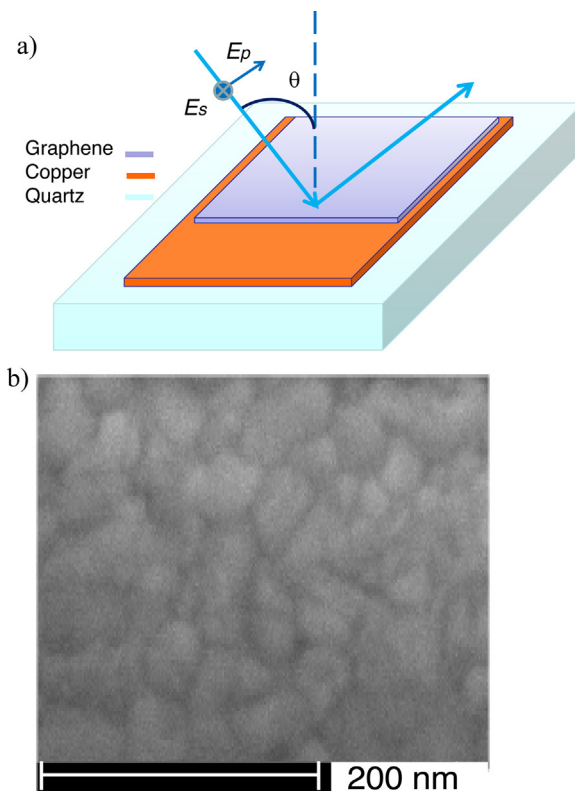 a)
Ep
Es
θ
Graphene
Copper
Quartz
b)
200 nm